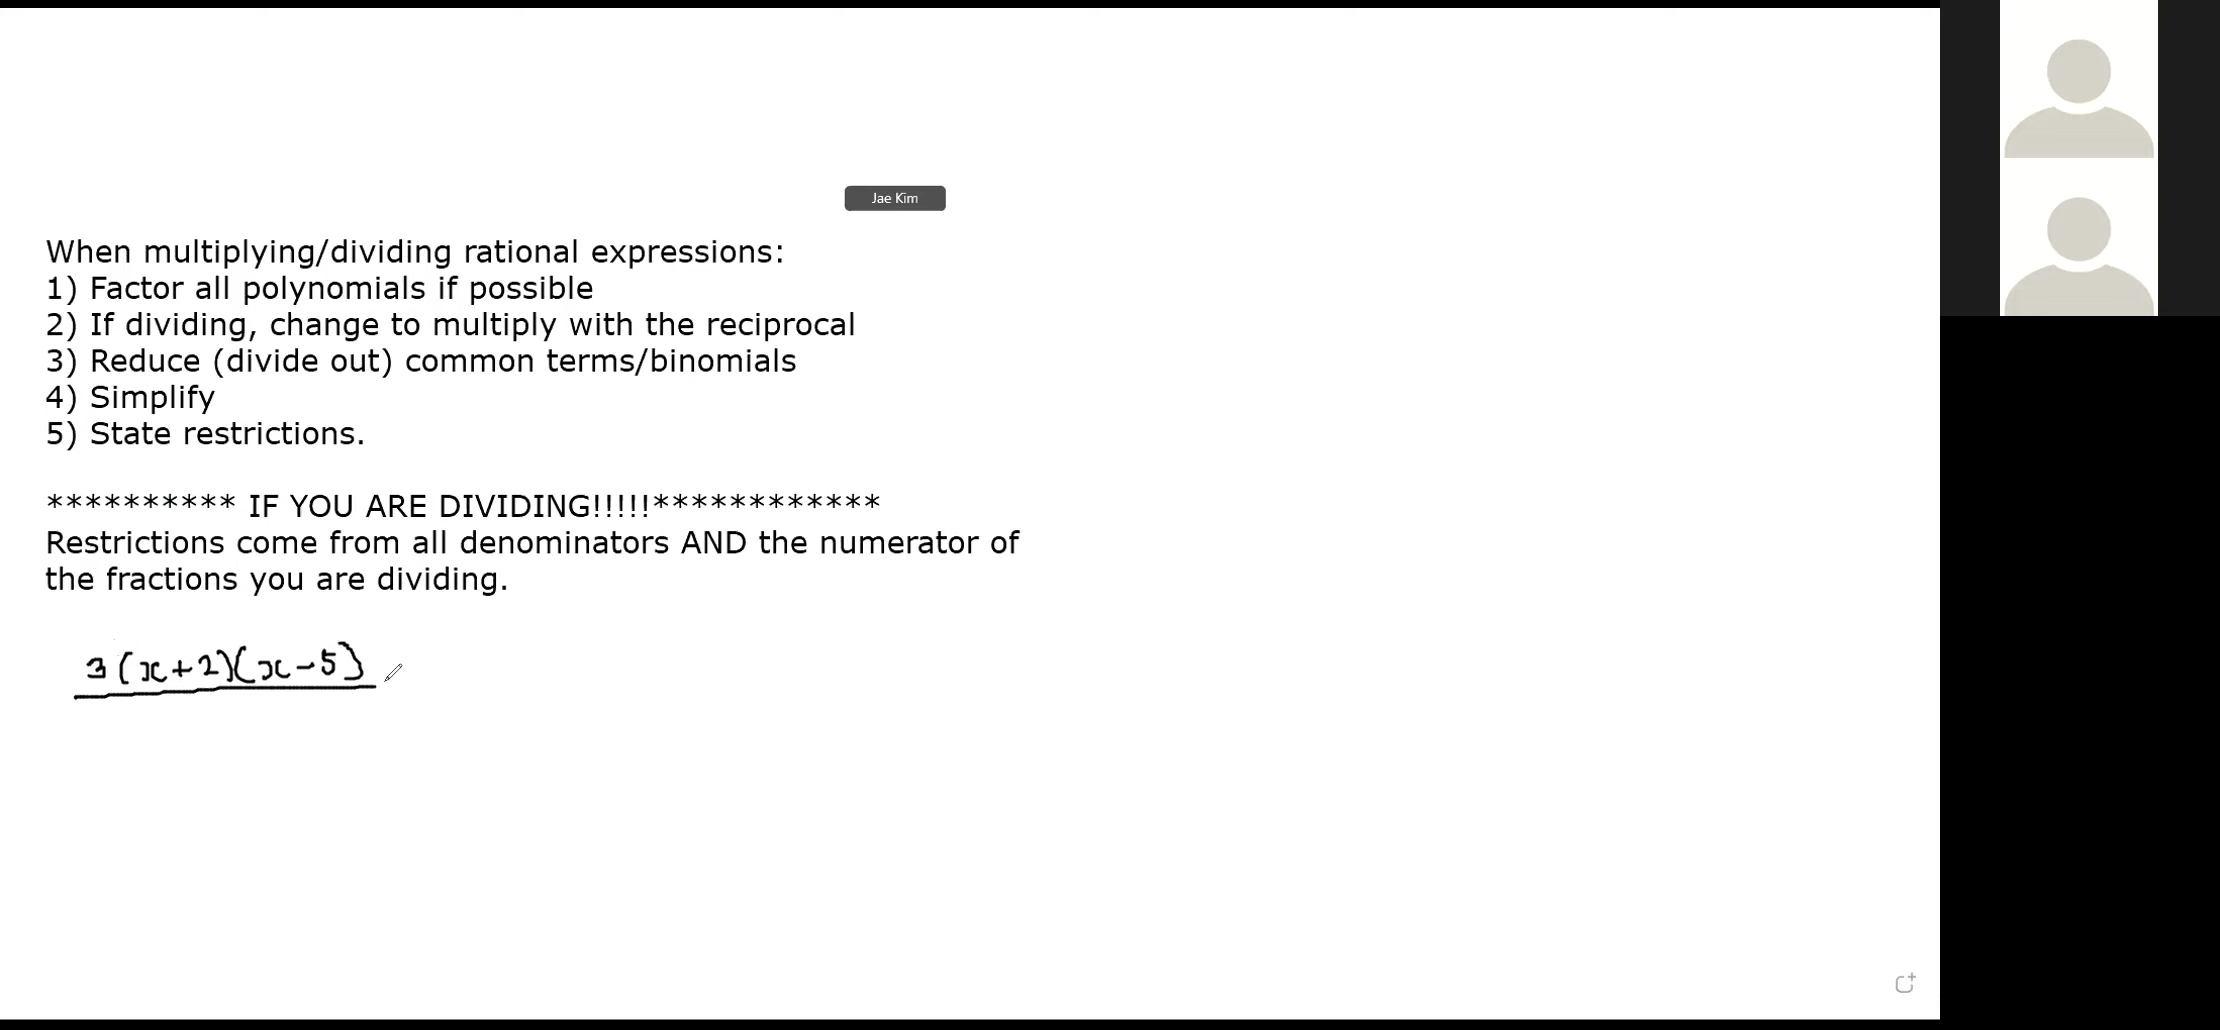 Jae Kim
When multiplying/dividing rational expressions:
1) Factor all polynomials if possible
2) If dividing, change to multiply with the reciprocal
3) Reduce (divide out) common terms/binomials
4) Simplify
5) State restrictions.
********** IF YOU ARE DIVIDING!!!!!************
Restrictions come from all denominators AND the numerator of
the fractions you are dividing.
3(x+2)(x-5)